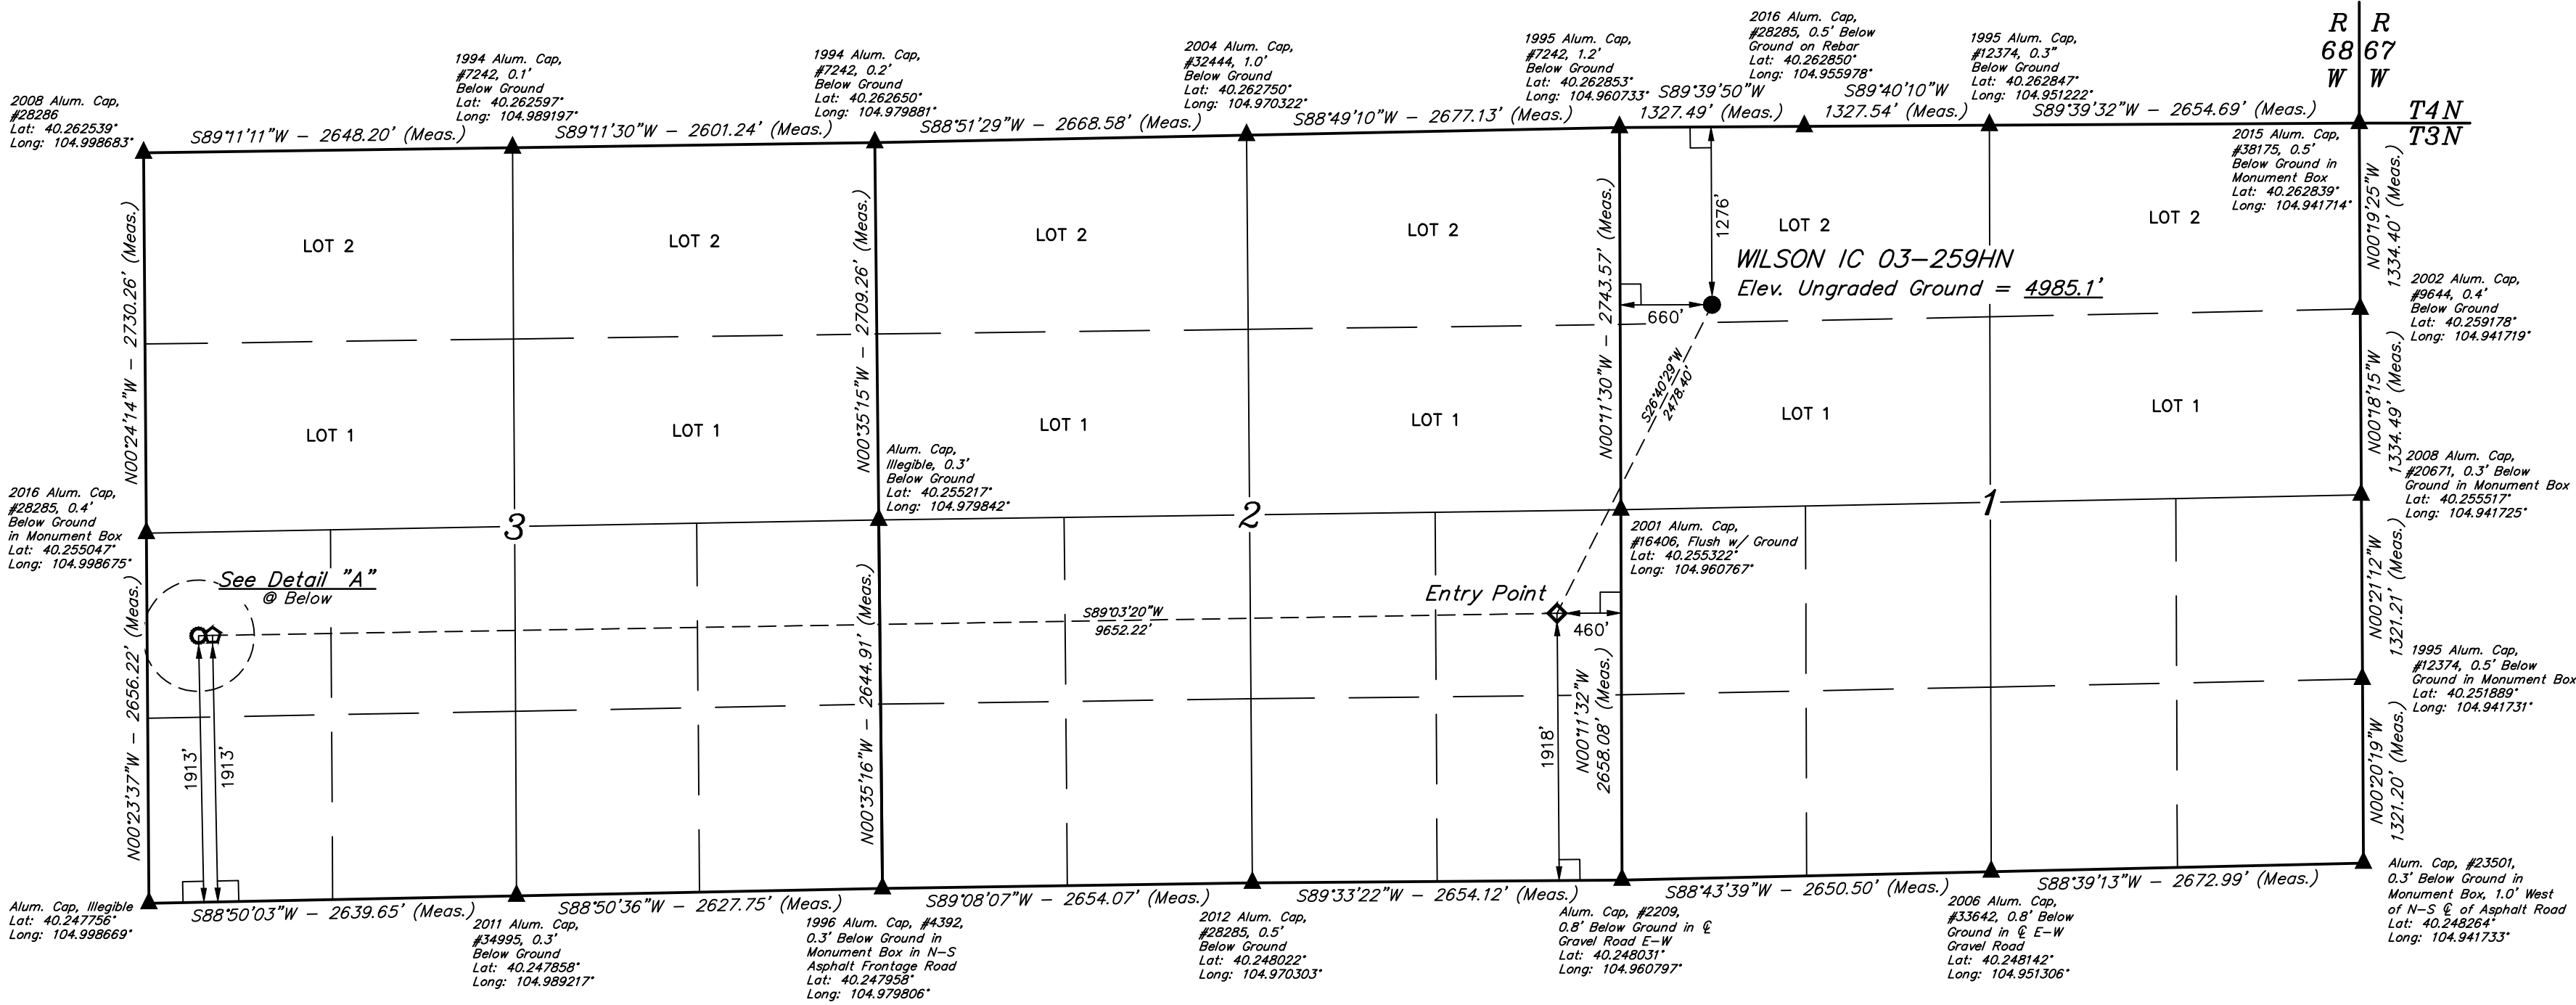 R R
68 67
W W
T4N
T3N
2008 Alum. Cap,
#28286
Lat: 40.262539°
Long: 104.998683°
1994 Alum. Cap,
#7242, 0.1'
Below Ground
Lat: 40.262597°
Long: 104.989197°
1994 Alum. Cap,
#7242, 0.2'
Below Ground
Lat: 40.262650°
Long: 104.979881°
2004 Alum. Cap,
#32444, 1.0'
Below Ground
Lat: 40.262750°
Long: 104.970322°
1995 Alum. Cap,
#7242, 1.2'
Below Ground
Lat: 40.262853°
Long: 104.960733°
2016 Alum. Cap,
#28285, 0.5' Below
Ground on Rebar
Lat: 40.262850°
Long: 104.955978°
1995 Alum. Cap,
#12374, 0.3"
Below Ground
Lat: 40.262847°
Long: 104.951222°
2015 Alum. Cap,
#38175, 0.5'
Below Ground in
Monument Box
Lat: 40.262839°
Long: 104.941714°
S89°11'11"W - 2648.20' (Meas.)
S89°11'30"W - 2601.24' (Meas.)
S88°51'29"W - 2668.58' (Meas.)
S88°49'10"W - 2677.13' (Meas.)
S89°39'50"W
1327.49' (Meas.)
S89°40'10"W
1327.54' (Meas.)
S89°39'32"W - 2654.69' (Meas.)
N00°24'14"W - 2730.26' (Meas.)
N00°35'15"W - 2709.26' (Meas.)
N00°11'30"W - 2743.57' (Meas.)
N00°19'25"W
1334.40' (Meas.)
LOT 2
LOT 2
LOT 2
LOT 2
LOT 2
LOT 2
1276'
WILSON IC 03-259HN
Elev. Ungraded Ground = 4985.1'
660'
2002 Alum. Cap,
#9644, 0.4'
Below Ground
Lat: 40.259178°
Long: 104.941719°
S26°40'29"W
2478.40'
N00°18'15"W
1334.49' (Meas.)
LOT 1
LOT 1
LOT 1
LOT 1
LOT 1
LOT 1
2016 Alum. Cap,
#28285, 0.4'
Below Ground
in Monument Box
Lat: 40.255047°
Long: 104.998675°
Alum. Cap,
Illegible, 0.3'
Below Ground
Lat: 40.255217°
Long: 104.979842°
2008 Alum. Cap,
#20671, 0.3' Below
Ground in Monument Box
Lat: 40.255517°
Long: 104.941725°
3
2
1
2001 Alum. Cap,
#16406, Flush w/ Ground
Lat: 40.255322°
Long: 104.960767°
See Detail "A"
@ Below
Entry Point
460'
S89°03'20"W
9652.22'
N00°23'37"W - 2656.22' (Meas.)
N00°35'16"W - 2644.91' (Meas.)
N00°11'32"W
2658.08' (Meas.)
N00°21'12"W
1321.21' (Meas.)
1995 Alum. Cap,
#12374, 0.5' Below
Ground in Monument Box
Lat: 40.251889°
Long: 104.941731°
1913'
1913'
1918'
N00°20'19"W
1321.20' (Meas.)
S88°50'03"W - 2639.65' (Meas.)
S88°50'36"W - 2627.75' (Meas.)
S89°08'07"W - 2654.07' (Meas.)
S89°33'22"W - 2654.12' (Meas.)
S88°43'39"W - 2650.50' (Meas.)
S88°39'13"W - 2672.99' (Meas.)
Alum. Cap, Illegible
Lat: 40.247756°
Long: 104.998669°
2011 Alum. Cap,
#34995, 0.3'
Below Ground
Lat: 40.247858°
Long: 104.989217°
1996 Alum. Cap, #4392,
0.3' Below Ground in
Monument Box in N-S
Asphalt Frontage Road
Lat: 40.247958°
Long: 104.979806°
2012 Alum. Cap,
#28285, 0.5'
Below Ground
Lat: 40.248022°
Long: 104.970303°
Alum. Cap, #2209,
0.8' Below Ground in ℄
Gravel Road E-W
Lat: 40.248031°
Long: 104.960797°
2006 Alum. Cap,
#33642, 0.8' Below
Ground in ℄ E-W
Gravel Road
Lat: 40.248142°
Long: 104.951306°
Alum. Cap, #23501,
0.3' Below Ground in
Monument Box, 1.0' West
of N-S ℄ of Asphalt Road
Lat: 40.248264°
Long: 104.941733°